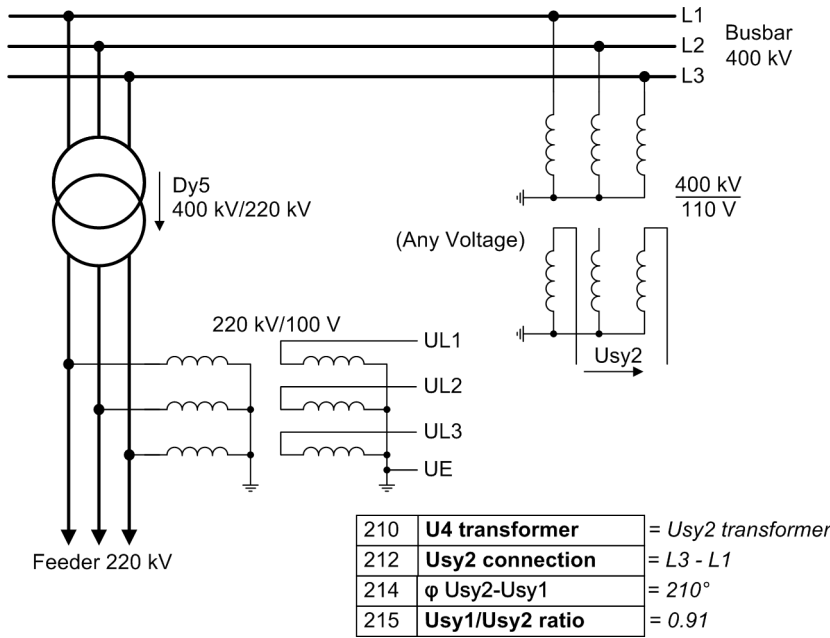 L1
L2
L3
Busbar
400 kV
Dy5
400 kV/220 kV
400 kV
110 V
(Any Voltage)
Usy2
220 kV/100 V
UL1
UL2
UL3
UE
Feeder 220 kV
210 U4 transformer = Usy2 transformer
212 Usy2 connection = L3 - L1
214 φ Usy2-Usy1 = 210°
215 Usy1/Usy2 ratio = 0.91